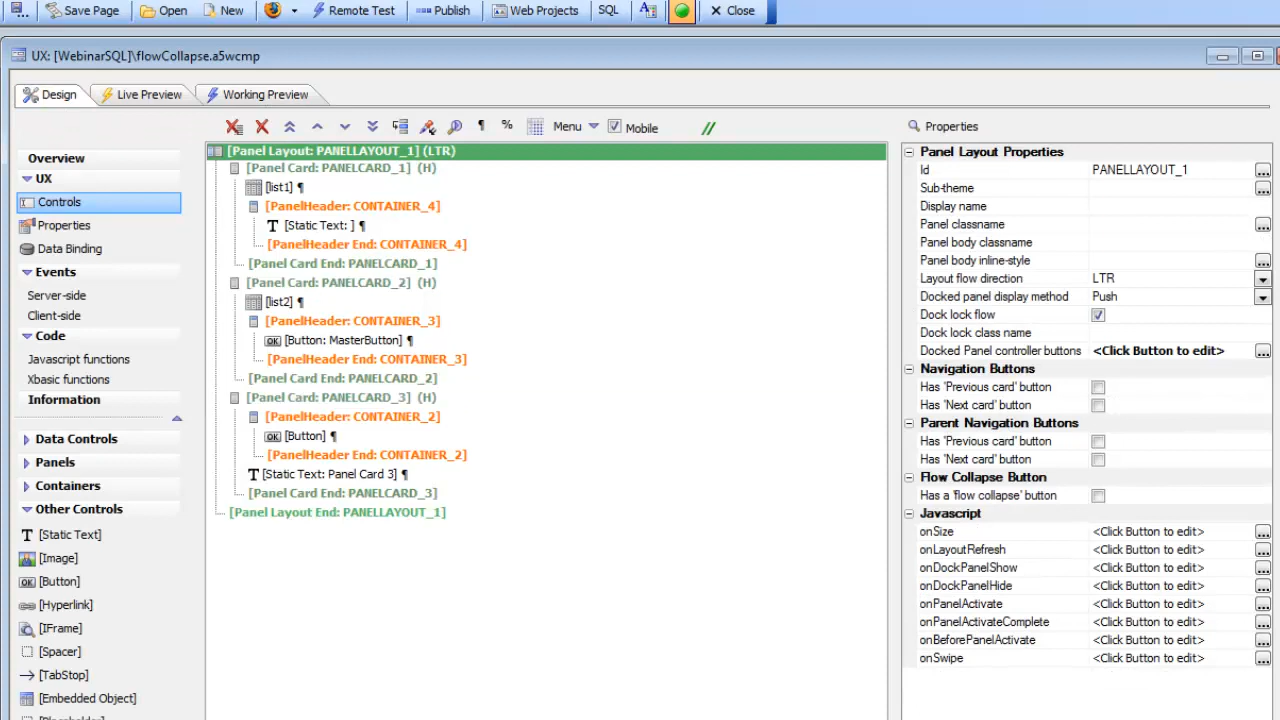 Save Page Open New Remote Test Publish Web Projects SQL A Close
UX: [WebinarSQL]\flowCollapse.a5wcmp
Design Live Preview Working Preview
¶ % Menu Mobile //
Overview
UX
Controls
Properties
Data Binding
Events
Server-side
Client-side
Code
Javascript functions
Xbasic functions
Information
Data Controls
Panels
Containers
Other Controls
T [Static Text]
[Image]
OK [Button]
[Hyperlink]
[IFrame]
[Spacer]
[TabStop]
[Embedded Object]
[Panel Layout: PANELLAYOUT_1] (LTR)
[Panel Card: PANELCARD_1] (H)
[list1] ¶
[PanelHeader: CONTAINER_4]
T [Static Text: ] ¶
[PanelHeader End: CONTAINER_4]
[Panel Card End: PANELCARD_1]
[Panel Card: PANELCARD_2] (H)
[list2] ¶
[PanelHeader: CONTAINER_3]
OK [Button: MasterButton] ¶
[PanelHeader End: CONTAINER_3]
[Panel Card End: PANELCARD_2]
[Panel Card: PANELCARD_3] (H)
[PanelHeader: CONTAINER_2]
OK [Button] ¶
[PanelHeader End: CONTAINER_2]
T [Static Text: Panel Card 3] ¶
[Panel Card End: PANELCARD_3]
[Panel Layout End: PANELLAYOUT_1]
Properties
Panel Layout Properties
Id PANELLAYOUT_1 ...
Sub-theme ...
Display name
Panel classname ...
Panel body classname
Panel body inline-style ...
Layout flow direction LTR
Docked panel display method Push
Dock lock flow
Dock lock class name
Docked Panel controller buttons <Click Button to edit> ...
Navigation Buttons
Has 'Previous card' button
Has 'Next card' button
Parent Navigation Buttons
Has 'Previous card' button
Has 'Next card' button
Flow Collapse Button
Has a 'flow collapse' button
Javascript
onSize <Click Button to edit> ...
onLayoutRefresh <Click Button to edit> ...
onDockPanelShow <Click Button to edit> ...
onDockPanelHide <Click Button to edit> ...
onPanelActivate <Click Button to edit> ...
onPanelActivateComplete <Click Button to edit> ...
onBeforePanelActivate <Click Button to edit> ...
onSwipe <Click Button to edit> ...